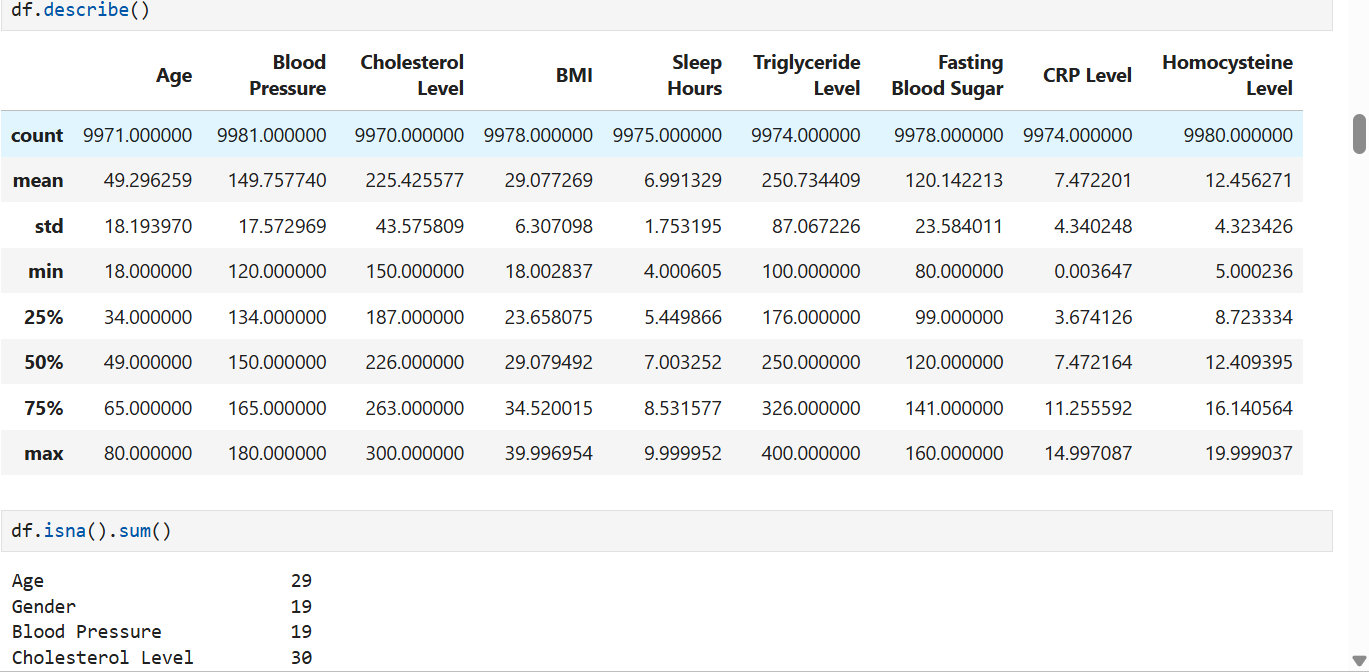 df.describe()
Age Blood Pressure Cholesterol Level BMI Sleep Hours Triglyceride Level Fasting Blood Sugar CRP Level Homocysteine Level
count 9971.000000 9981.000000 9970.000000 9978.000000 9975.000000 9974.000000 9978.000000 9974.000000 9980.000000
mean 49.296259 149.757740 225.425577 29.077269 6.991329 250.734409 120.142213 7.472201 12.456271
std 18.193970 17.572969 43.575809 6.307098 1.753195 87.067226 23.584011 4.340248 4.323426
min 18.000000 120.000000 150.000000 18.002837 4.000605 100.000000 80.000000 0.003647 5.000236
25% 34.000000 134.000000 187.000000 23.658075 5.449866 176.000000 99.000000 3.674126 8.723334
50% 49.000000 150.000000 226.000000 29.079492 7.003252 250.000000 120.000000 7.472164 12.409395
75% 65.000000 165.000000 263.000000 34.520015 8.531577 326.000000 141.000000 11.255592 16.140564
max 80.000000 180.000000 300.000000 39.996954 9.999952 400.000000 160.000000 14.997087 19.999037
df.isna().sum()
Age 29
Gender 19
Blood Pressure 19
Cholesterol Level 30